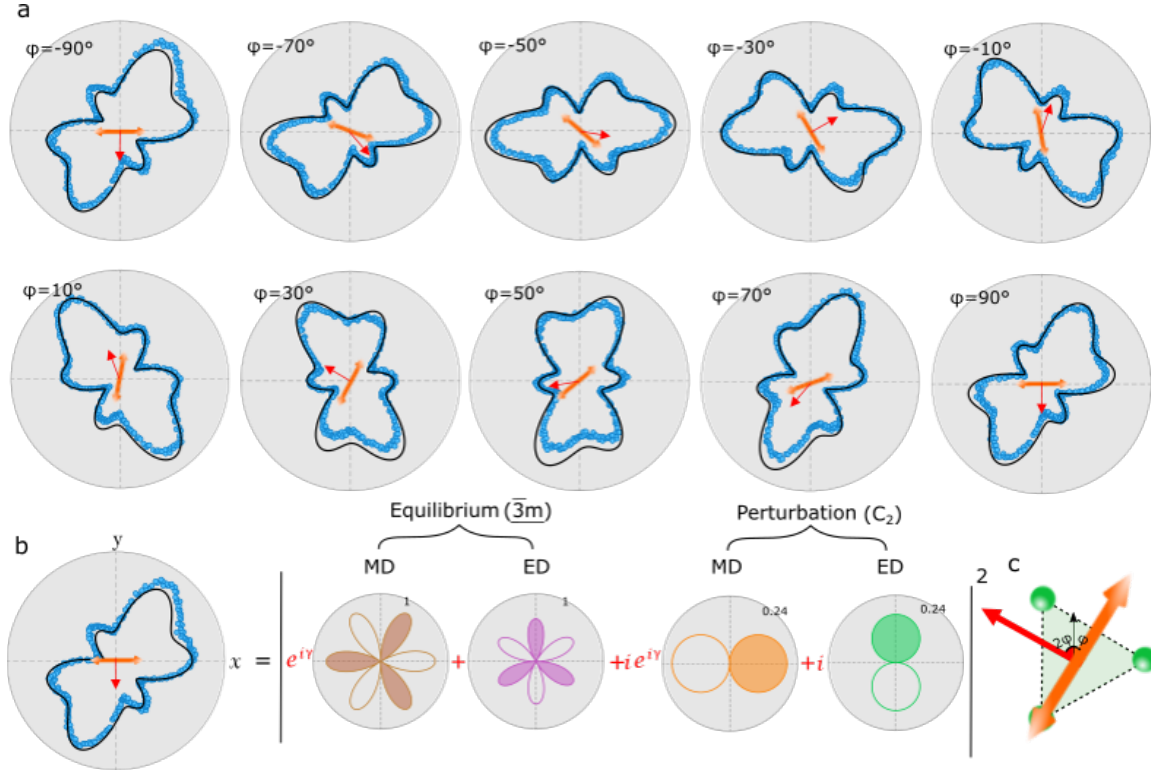 a
φ=-90° φ=-70° φ=-50° φ=-30° φ=-10°
φ=10° φ=30° φ=50° φ=70° φ=90°
Equilibrium (3̅m) Perturbation (C₂)
b y MD ED MD ED 2 c
1 1 0.24 0.24
x = e^{iγ} + +i e^{iγ} +i 2φ φ